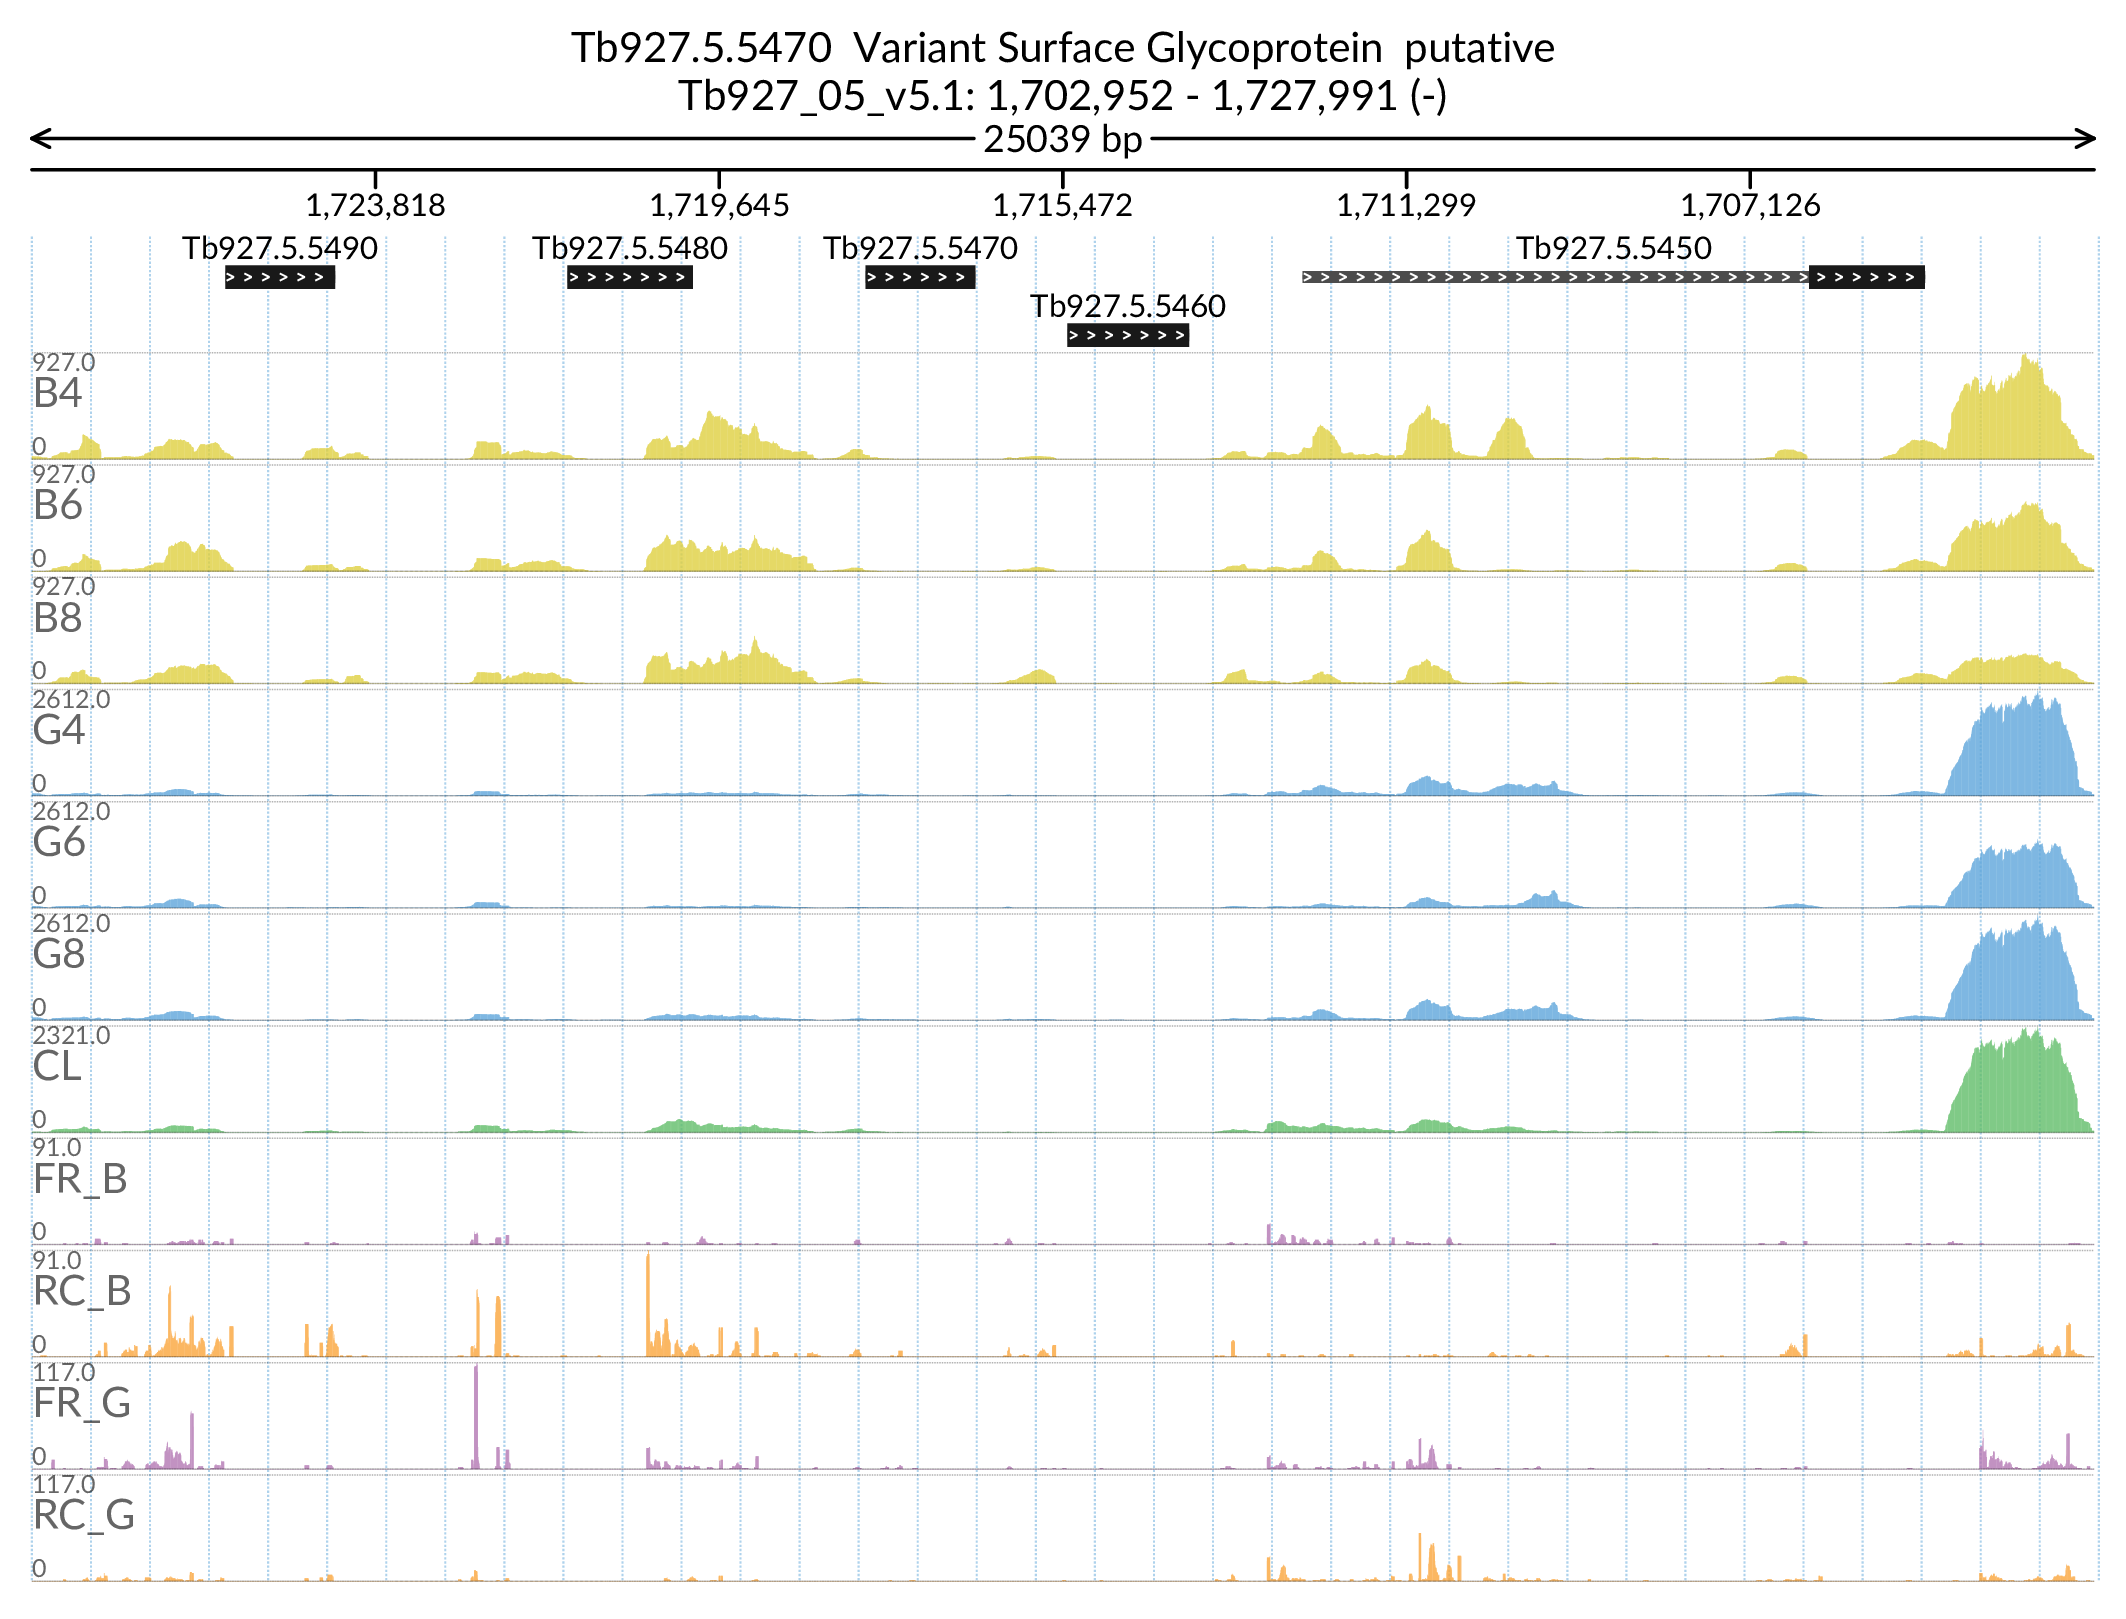 Tb927.5.5470  Variant Surface Glycoprotein  putative
Tb927_05_v5.1: 1,702,952 - 1,727,991 (-)
25039 bp
1,723,818 1,719,645 1,715,472 1,711,299 1,707,126
Tb927.5.5490 Tb927.5.5480 Tb927.5.5470 Tb927.5.5450
Tb927.5.5460
927.0
B4
0
927.0
B6
0
927.0
B8
0
2612.0
G4
0
2612.0
G6
0
2612.0
G8
0
2321.0
CL
0
91.0
FR_B
0
91.0
RC_B
0
117.0
FR_G
0
117.0
RC_G
0